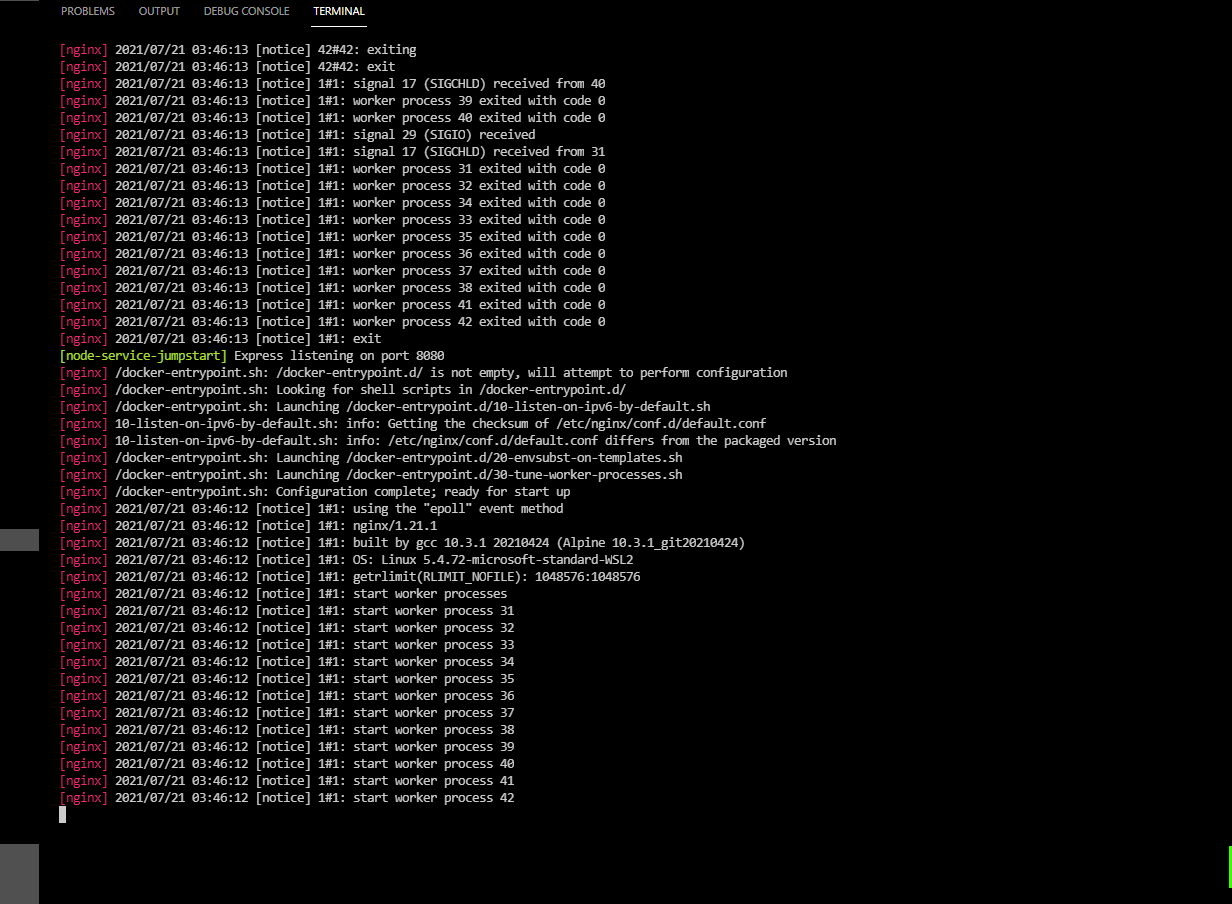 PROBLEMS OUTPUT DEBUG CONSOLE TERMINAL
[nginx] 2021/07/21 03:46:13 [notice] 42#42: exiting
[nginx] 2021/07/21 03:46:13 [notice] 42#42: exit
[nginx] 2021/07/21 03:46:13 [notice] 1#1: signal 17 (SIGCHLD) received from 40
[nginx] 2021/07/21 03:46:13 [notice] 1#1: worker process 39 exited with code 0
[nginx] 2021/07/21 03:46:13 [notice] 1#1: worker process 40 exited with code 0
[nginx] 2021/07/21 03:46:13 [notice] 1#1: signal 29 (SIGIO) received
[nginx] 2021/07/21 03:46:13 [notice] 1#1: signal 17 (SIGCHLD) received from 31
[nginx] 2021/07/21 03:46:13 [notice] 1#1: worker process 31 exited with code 0
[nginx] 2021/07/21 03:46:13 [notice] 1#1: worker process 32 exited with code 0
[nginx] 2021/07/21 03:46:13 [notice] 1#1: worker process 34 exited with code 0
[nginx] 2021/07/21 03:46:13 [notice] 1#1: worker process 33 exited with code 0
[nginx] 2021/07/21 03:46:13 [notice] 1#1: worker process 35 exited with code 0
[nginx] 2021/07/21 03:46:13 [notice] 1#1: worker process 36 exited with code 0
[nginx] 2021/07/21 03:46:13 [notice] 1#1: worker process 37 exited with code 0
[nginx] 2021/07/21 03:46:13 [notice] 1#1: worker process 38 exited with code 0
[nginx] 2021/07/21 03:46:13 [notice] 1#1: worker process 41 exited with code 0
[nginx] 2021/07/21 03:46:13 [notice] 1#1: worker process 42 exited with code 0
[nginx] 2021/07/21 03:46:13 [notice] 1#1: exit
[node-service-jumpstart] Express listening on port 8080
[nginx] /docker-entrypoint.sh: /docker-entrypoint.d/ is not empty, will attempt to perform configuration
[nginx] /docker-entrypoint.sh: Looking for shell scripts in /docker-entrypoint.d/
[nginx] /docker-entrypoint.sh: Launching /docker-entrypoint.d/10-listen-on-ipv6-by-default.sh
[nginx] 10-listen-on-ipv6-by-default.sh: info: Getting the checksum of /etc/nginx/conf.d/default.conf
[nginx] 10-listen-on-ipv6-by-default.sh: info: /etc/nginx/conf.d/default.conf differs from the packaged version
[nginx] /docker-entrypoint.sh: Launching /docker-entrypoint.d/20-envsubst-on-templates.sh
[nginx] /docker-entrypoint.sh: Launching /docker-entrypoint.d/30-tune-worker-processes.sh
[nginx] /docker-entrypoint.sh: Configuration complete; ready for start up
[nginx] 2021/07/21 03:46:12 [notice] 1#1: using the "epoll" event method
[nginx] 2021/07/21 03:46:12 [notice] 1#1: nginx/1.21.1
[nginx] 2021/07/21 03:46:12 [notice] 1#1: built by gcc 10.3.1 20210424 (Alpine 10.3.1_git20210424)
[nginx] 2021/07/21 03:46:12 [notice] 1#1: OS: Linux 5.4.72-microsoft-standard-WSL2
[nginx] 2021/07/21 03:46:12 [notice] 1#1: getrlimit(RLIMIT_NOFILE): 1048576:1048576
[nginx] 2021/07/21 03:46:12 [notice] 1#1: start worker processes
[nginx] 2021/07/21 03:46:12 [notice] 1#1: start worker process 31
[nginx] 2021/07/21 03:46:12 [notice] 1#1: start worker process 32
[nginx] 2021/07/21 03:46:12 [notice] 1#1: start worker process 33
[nginx] 2021/07/21 03:46:12 [notice] 1#1: start worker process 34
[nginx] 2021/07/21 03:46:12 [notice] 1#1: start worker process 35
[nginx] 2021/07/21 03:46:12 [notice] 1#1: start worker process 36
[nginx] 2021/07/21 03:46:12 [notice] 1#1: start worker process 37
[nginx] 2021/07/21 03:46:12 [notice] 1#1: start worker process 38
[nginx] 2021/07/21 03:46:12 [notice] 1#1: start worker process 39
[nginx] 2021/07/21 03:46:12 [notice] 1#1: start worker process 40
[nginx] 2021/07/21 03:46:12 [notice] 1#1: start worker process 41
[nginx] 2021/07/21 03:46:12 [notice] 1#1: start worker process 42